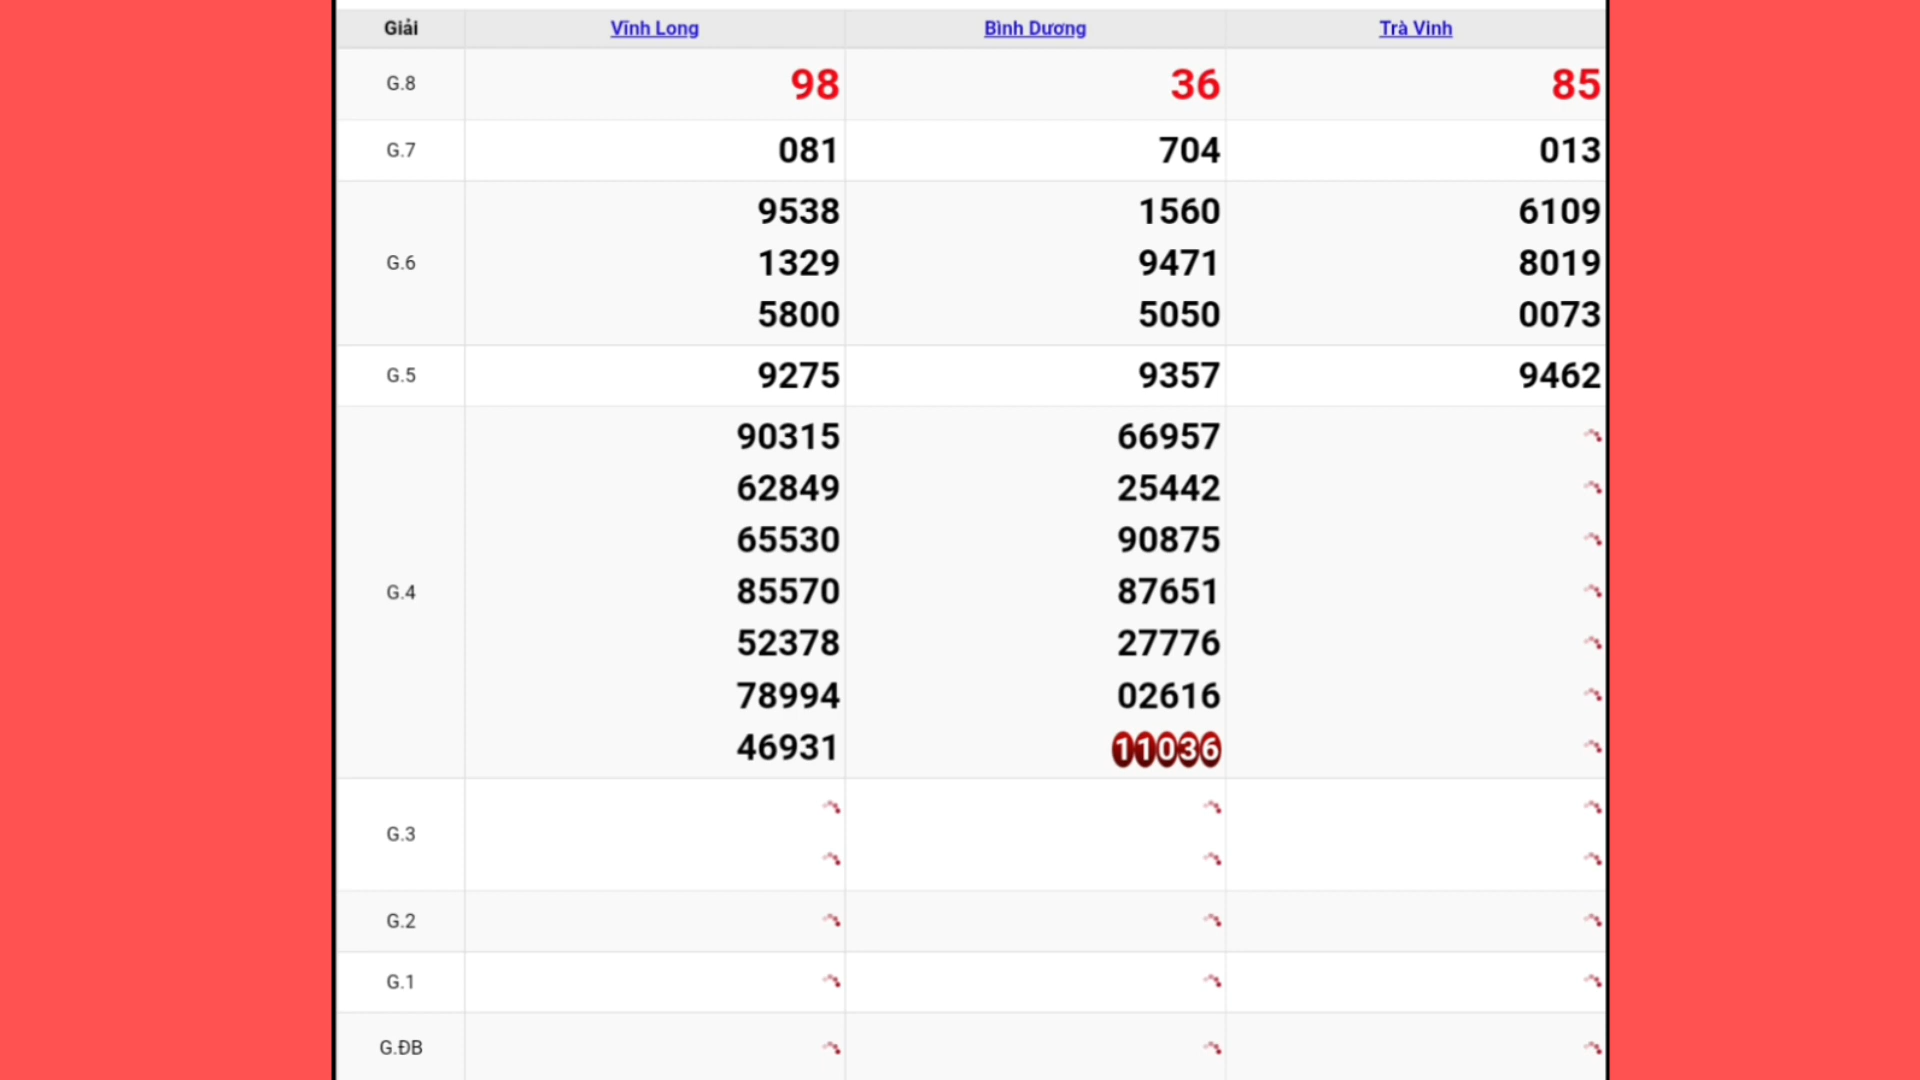 Giải Vĩnh Long Bình Dương Trà Vinh
G.8 98 36 85
G.7 081 704 013
9538 1560 6109
G.6 1329 9471 8019
5800 5050 0073
G.5 9275 9357 9462
90315 66957
62849 25442
65530 90875
G.4 85570 87651
52378 27776
78994 02616
46931 11036
G.3
G.2
G.1
G.ĐB